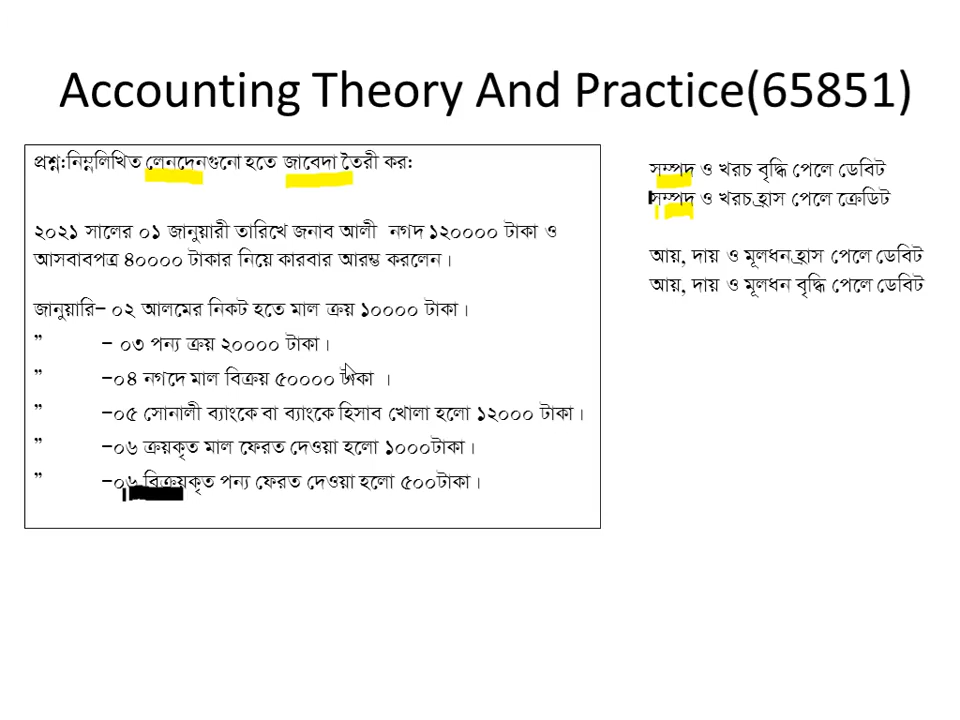 Accounting Theory And Practice(65851)
প্রশ্ন:নিম্নলিখিত লেনদেনগুনো হতে জাবেদা তৈরী কর:
২০২১ সালের ০১ জানুয়ারী তারিখে জনাব আলী নগদ ১২০০০০ টাকা ও
আসবাবপত্র ৪০০০০ টাকার নিয়ে কারবার আরম্ভ করলেন।
জানুয়ারি– ০২ আলমের নিকট হতে মাল ক্রয় ১০০০০ টাকা।
” – ০৩ পন্য ক্রয় ২০০০০ টাকা।
” –০৪ নগদে মাল বিক্রয় ৫০০০০ টাকা ।
” –০৫ সোনালী ব্যাংকে বা ব্যাংকে হিসাব খোলা হলো ১২০০০ টাকা।
” –০৬ ক্রয়কৃত মাল ফেরত দেওয়া হলো ১০০০টাকা।
” –০৬ বিক্রয়কৃত পন্য ফেরত দেওয়া হলো ৫০০টাকা।
সম্পদ ও খরচ বৃদ্ধি পেলে ডেবিট
সম্পদ ও খরচ হ্রাস পেলে ক্রেডিট
আয়, দায় ও মূলধন হ্রাস পেলে ডেবিট
আয়, দায় ও মূলধন বৃদ্ধি পেলে ডেবিট